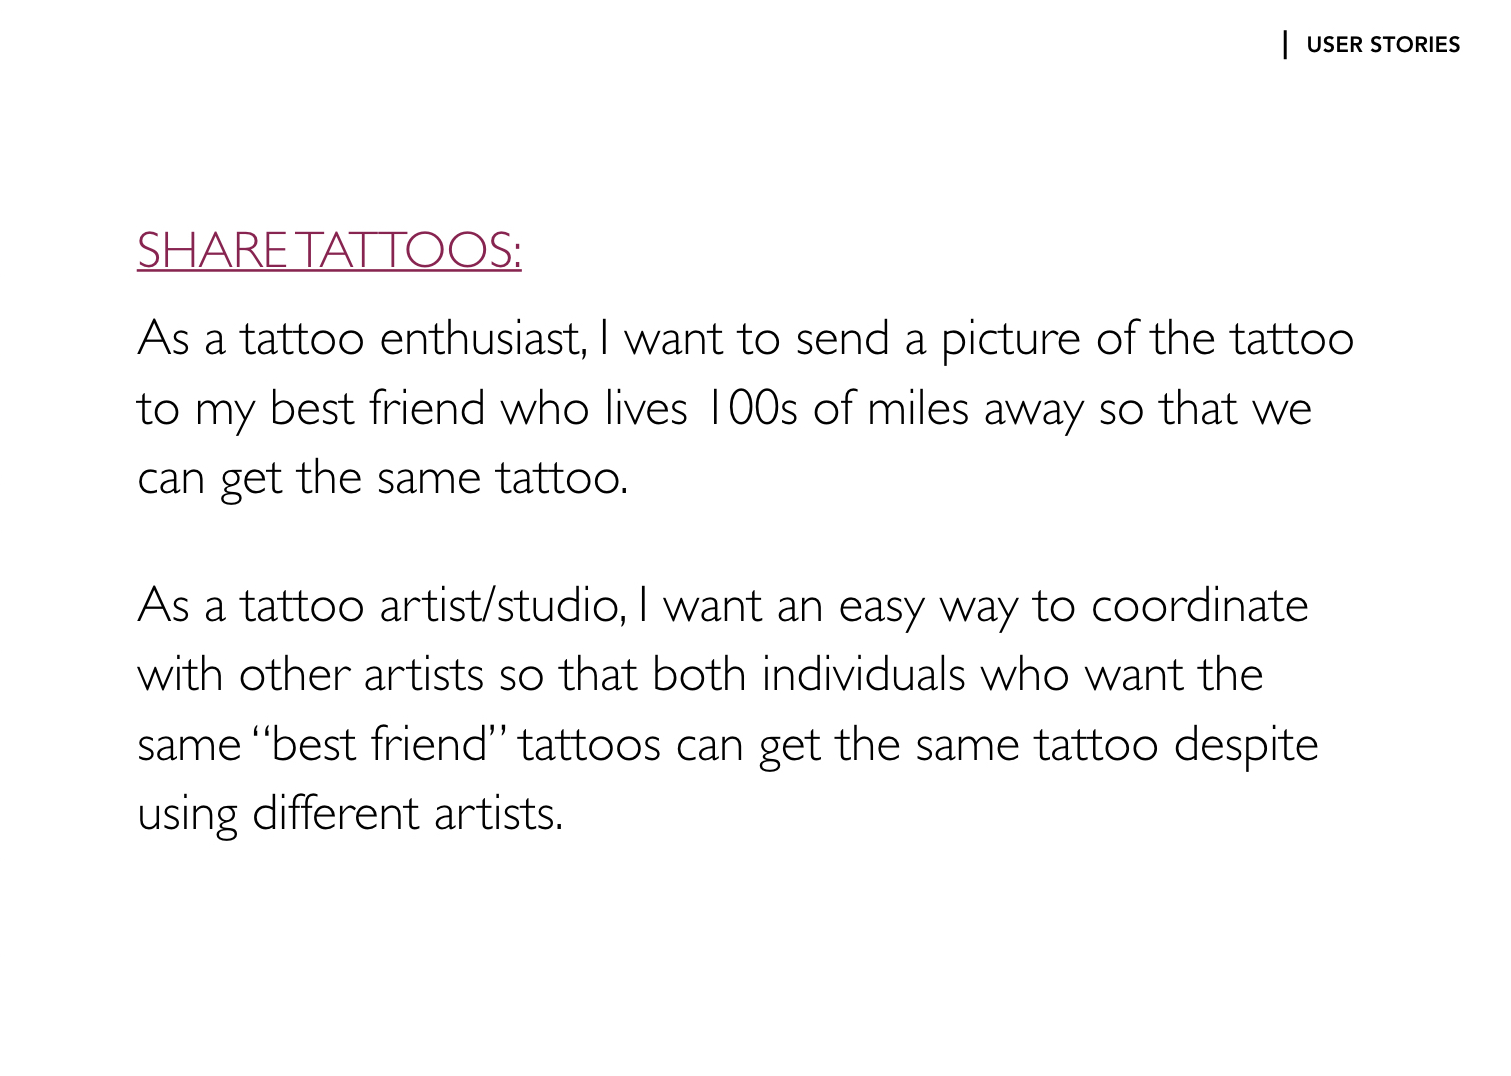 | USER STORIES
SHARE TATTOOS:
As a tattoo enthusiast, I want to send a picture of the tattoo
to my best friend who lives 100s of miles away so that we
can get the same tattoo.
As a tattoo artist/studio, I want an easy way to coordinate
with other artists so that both individuals who want the
same “best friend” tattoos can get the same tattoo despite
using different artists.